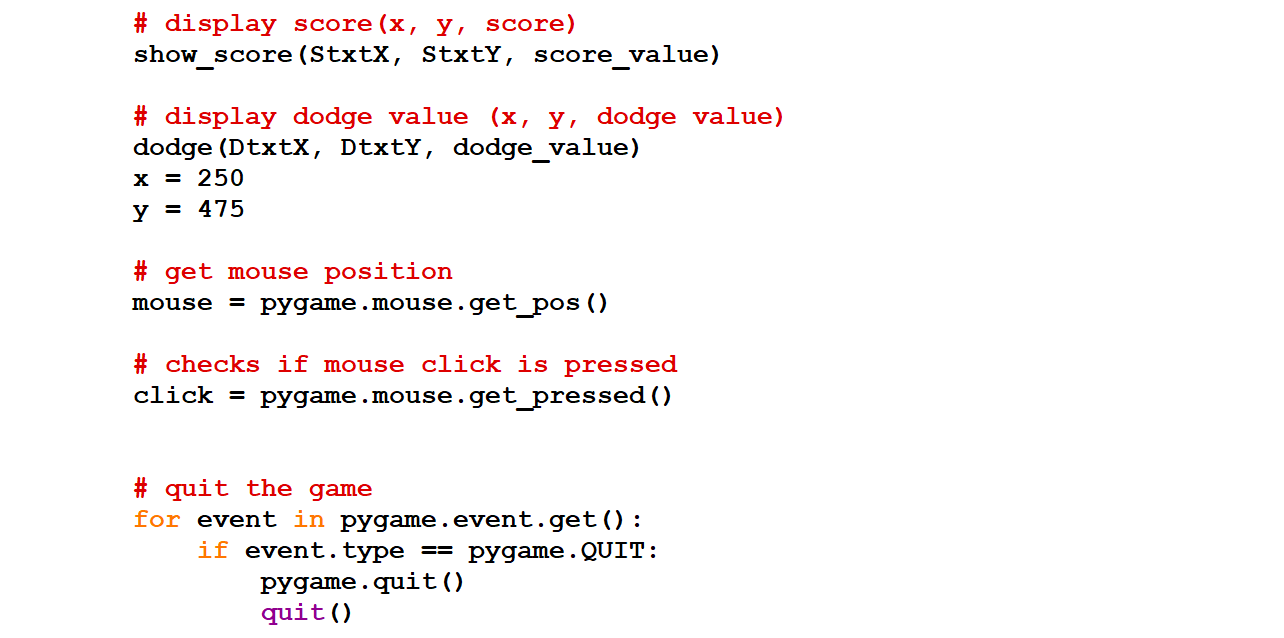 # display score(x, y, score)
show_score(StxtX, StxtY, score_value)
# display dodge value (x, y, dodge value)
dodge(DtxtX, DtxtY, dodge_value)
x = 250
y = 475
# get mouse position
mouse = pygame.mouse.get_pos()
# checks if mouse click is pressed
click = pygame.mouse.get_pressed()
# quit the game
for event in pygame.event.get():
    if event.type == pygame.QUIT:
        pygame.quit()
        quit()